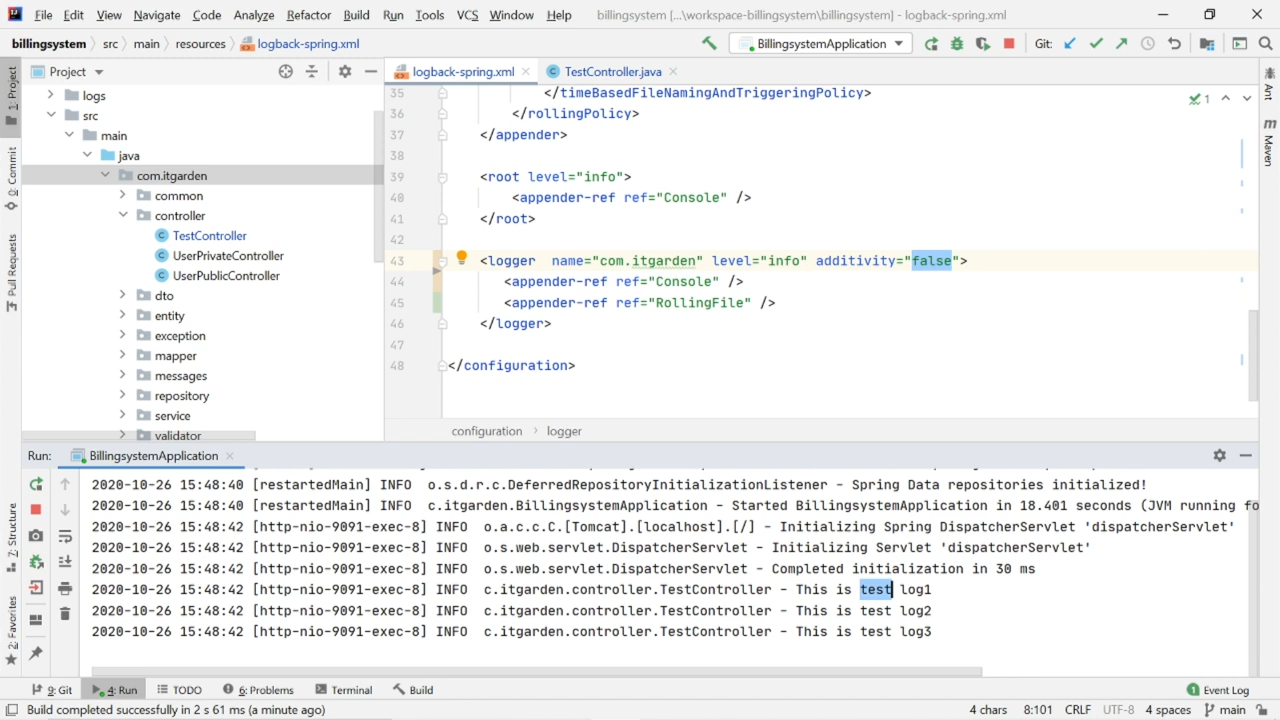 File Edit View Navigate Code Analyze Refactor Build Run Tools VCS Window Help billingsystem [...\workspace-billingsystem\billingsystem] - logback-spring.xml
billingsystem src main resources logback-spring.xml BillingsystemApplication Git:
Project
logback-spring.xml
TestController.java
1: Project
0: Commit
Pull Requests
7: Structure
2: Favorites
logs
src
main
java
com.itgarden
common
controller
TestController
UserPrivateController
UserPublicController
dto
entity
exception
mapper
messages
repository
service
validator
35 </timeBasedFileNamingAndTriggeringPolicy>
36 </rollingPolicy>
37 </appender>
38
39 <root level="info">
40 <appender-ref ref="Console" />
41 </root>
42
43 <logger  name="com.itgarden" level="info" additivity="false">
44 <appender-ref ref="Console" />
45 <appender-ref ref="RollingFile" />
46 </logger>
47
48 </configuration>
1
Ant
Maven
configuration logger
Run: BillingsystemApplication
2020-10-26 15:48:40 [restartedMain] INFO  o.s.d.r.c.DeferredRepositoryInitializationListener - Spring Data repositories initialized!
2020-10-26 15:48:40 [restartedMain] INFO  c.itgarden.BillingsystemApplication - Started BillingsystemApplication in 18.401 seconds (JVM running fo
2020-10-26 15:48:42 [http-nio-9091-exec-8] INFO  o.a.c.c.C.[Tomcat].[localhost].[/] - Initializing Spring DispatcherServlet 'dispatcherServlet'
2020-10-26 15:48:42 [http-nio-9091-exec-8] INFO  o.s.web.servlet.DispatcherServlet - Initializing Servlet 'dispatcherServlet'
2020-10-26 15:48:42 [http-nio-9091-exec-8] INFO  o.s.web.servlet.DispatcherServlet - Completed initialization in 30 ms
2020-10-26 15:48:42 [http-nio-9091-exec-8] INFO  c.itgarden.controller.TestController - This is test log1
2020-10-26 15:48:42 [http-nio-9091-exec-8] INFO  c.itgarden.controller.TestController - This is test log2
2020-10-26 15:48:42 [http-nio-9091-exec-8] INFO  c.itgarden.controller.TestController - This is test log3
9: Git 4: Run TODO 6: Problems Terminal Build 1 Event Log
Build completed successfully in 2 s 61 ms (a minute ago) 4 chars 8:101 CRLF UTF-8 4 spaces main